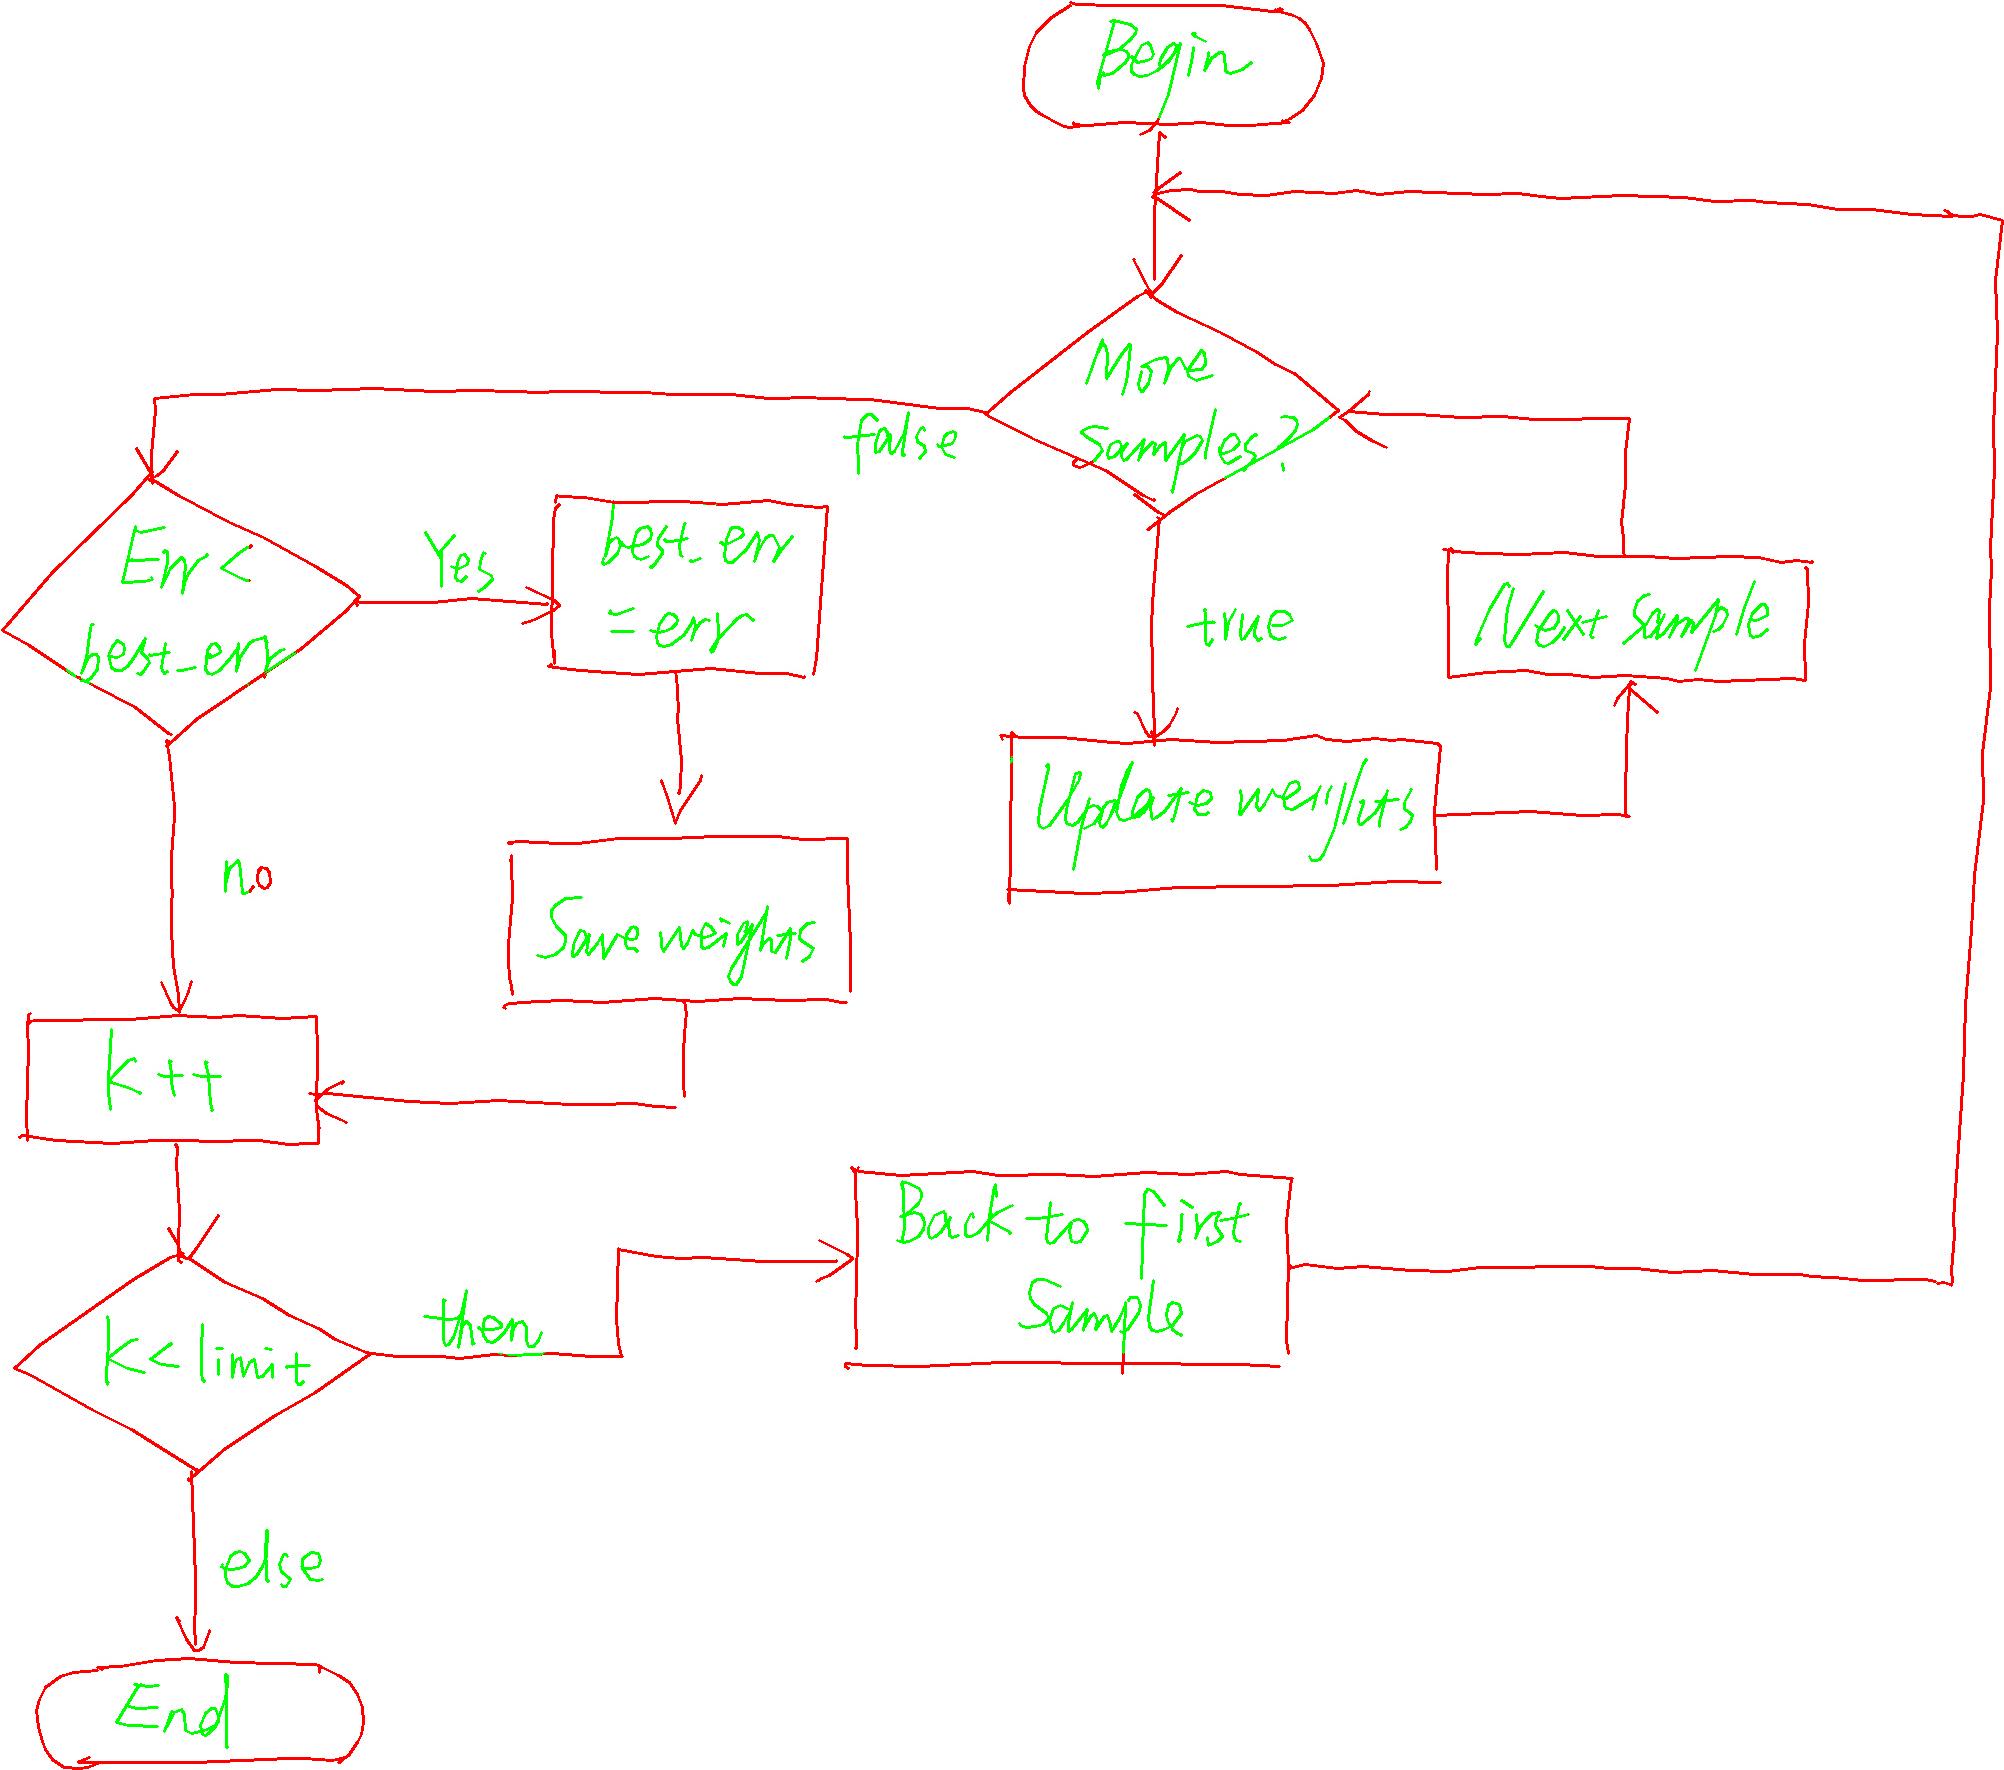 Begin
More
Samples?
false
true
Next Sample
Update weights
Err <
best_err
Yes
best_err
= err
no
Save weights
k++
k < limit
then
Back to first
Sample
else
End